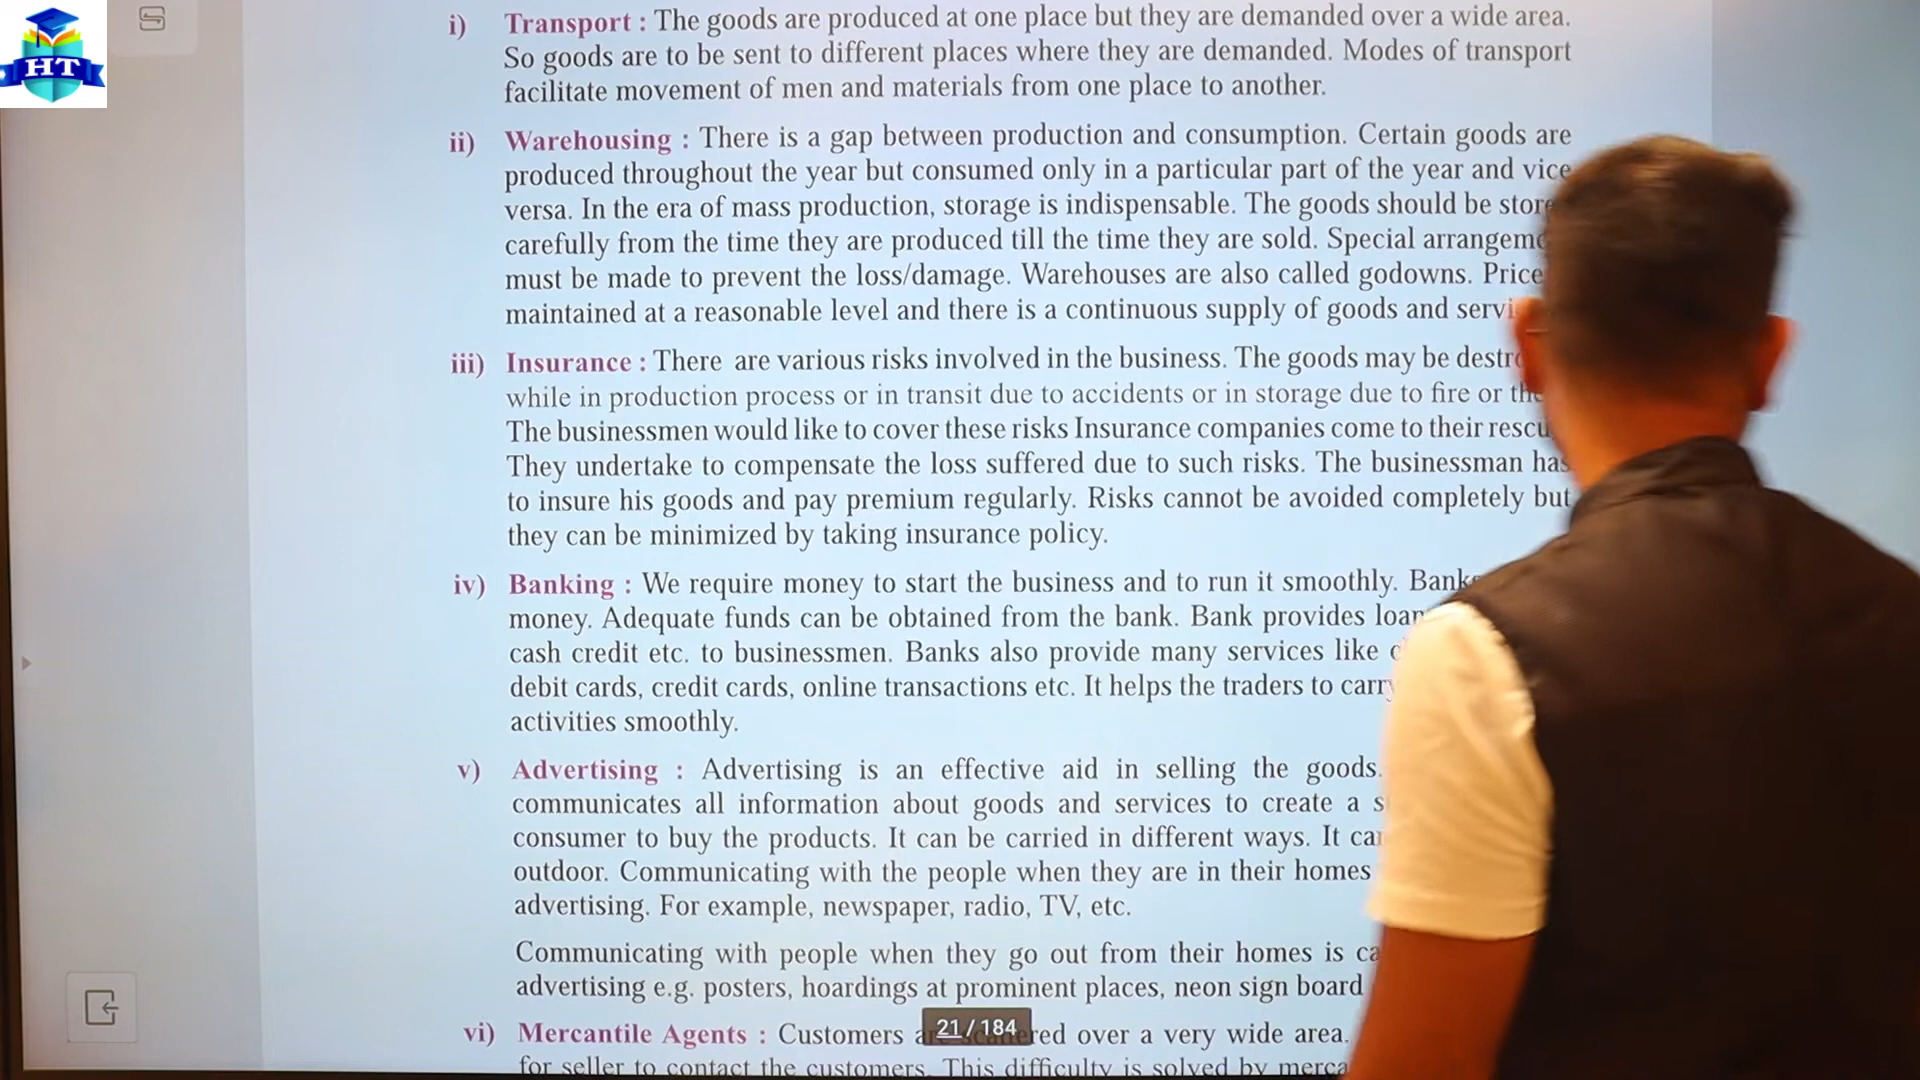 HT
i) Transport : The goods are produced at one place but they are demanded over a wide area.
So goods are to be sent to different places where they are demanded. Modes of transport
facilitate movement of men and materials from one place to another.
ii) Warehousing : There is a gap between production and consumption. Certain goods are
produced throughout the year but consumed only in a particular part of the year and vice
versa. In the era of mass production, storage is indispensable. The goods should be
carefully from the time they are produced till the time they are sold. Special
must be made to prevent the loss/damage. Warehouses are also called godowns.
maintained at a reasonable level and there is a continuous supply of goods and
iii) Insurance : There are various risks involved in the business. The goods may be
while in production process or in transit due to accidents or in storage due to fire or
The businessmen would like to cover these risks Insurance companies come to their
They undertake to compensate the loss suffered due to such risks. The businessman has
to insure his goods and pay premium regularly. Risks cannot be avoided completely but
they can be minimized by taking insurance policy.
iv) Banking : We require money to start the business and to run it smoothly.
money. Adequate funds can be obtained from the bank. Bank provides
cash credit etc. to businessmen. Banks also provide many services like
debit cards, credit cards, online transactions etc. It helps the traders to
activities smoothly.
v) Advertising : Advertising is an effective aid in selling the goods.
communicates all information about goods and services to create a
consumer to buy the products. It can be carried in different ways. It
outdoor. Communicating with the people when they are in their homes
advertising. For example, newspaper, radio, TV, etc.
Communicating with people when they go out from their homes is
advertising e.g. posters, hoardings at prominent places, neon sign board
21 / 184
vi) Mercantile Agents : Customers over a very wide area.
for seller to contact the customers. This difficulty is solved by